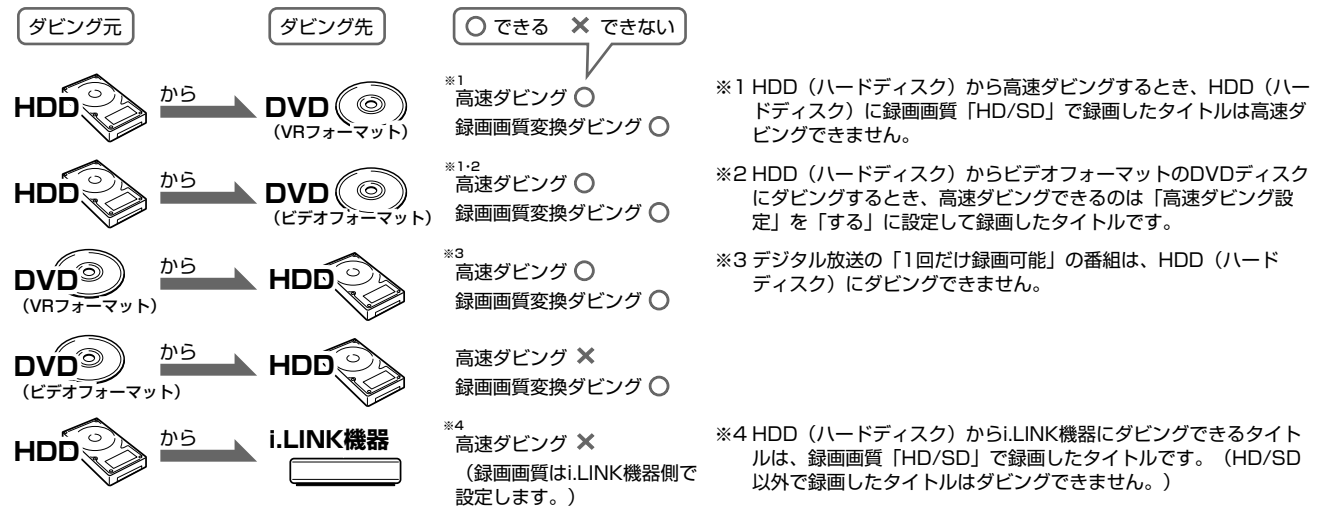 ダビング元
ダビング先
○ できる ✕ できない
HDD
から
DVD
（VRフォーマット）
※1
高速ダビング ○
録画画質変換ダビング ○
※1 HDD（ハードディスク）から高速ダビングするとき、HDD（ハー
ドディスク）に録画画質「HD/SD」で録画したタイトルは高速ダ
ビングできません。
HDD
から
DVD
（ビデオフォーマット）
※1・2
高速ダビング ○
録画画質変換ダビング ○
※2 HDD（ハードディスク）からビデオフォーマットのDVDディスク
にダビングするとき、高速ダビングできるのは「高速ダビング設
定」を「する」に設定して録画したタイトルです。
DVD
（VRフォーマット）
から
HDD
※3
高速ダビング ○
録画画質変換ダビング ○
※3 デジタル放送の「1回だけ録画可能」の番組は、HDD（ハード
ディスク）にダビングできません。
DVD
（ビデオフォーマット）
から
HDD
高速ダビング ✕
録画画質変換ダビング ○
HDD
から
i.LINK機器
※4
高速ダビング ✕
（録画画質はi.LINK機器側で
設定します。）
※4 HDD（ハードディスク）からi.LINK機器にダビングできるタイト
ルは、録画画質「HD/SD」で録画したタイトルです。（HD/SD
以外で録画したタイトルはダビングできません。）